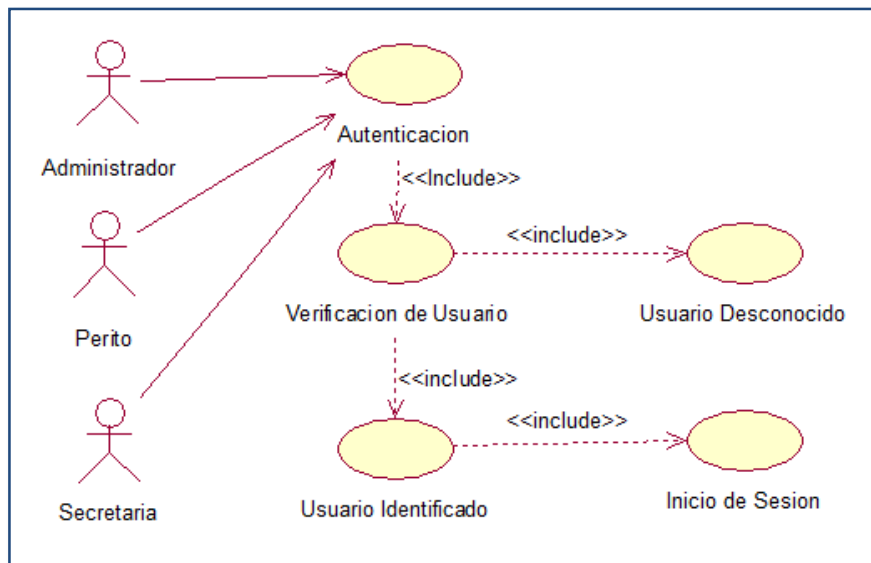 Administrador
Autenticacion
<<Include>>
Perito
Verificacion de Usuario
<<include>>
Usuario Desconocido
<<include>>
Secretaria
Usuario Identificado
<<include>>
Inicio de Sesion